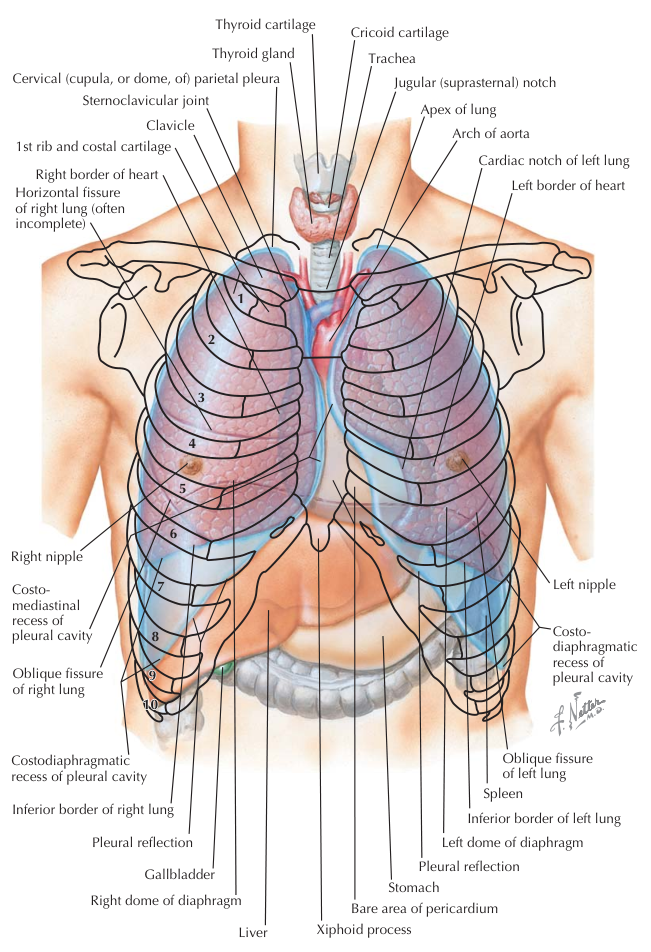 Thyroid cartilage
Cricoid cartilage
Thyroid gland
Trachea
Cervical (cupula, or dome, of) parietal pleura
Jugular (suprasternal) notch
Sternoclavicular joint
Apex of lung
Clavicle
Arch of aorta
1st rib and costal cartilage
Cardiac notch of left lung
Right border of heart
Left border of heart
Horizontal fissure
of right lung (often
incomplete)
1
2
3
4
5
6
7
8
9
10
Right nipple
Left nipple
Costo-
mediastinal
recess of
pleural cavity
Costo-
diaphragmatic
recess of
pleural cavity
Oblique fissure
of right lung
F. Netter
M.D.
Costodiaphragmatic
recess of pleural cavity
Oblique fissure
of left lung
Spleen
Inferior border of right lung
Inferior border of left lung
Pleural reflection
Left dome of diaphragm
Pleural reflection
Gallbladder
Stomach
Right dome of diaphragm
Bare area of pericardium
Liver
Xiphoid process